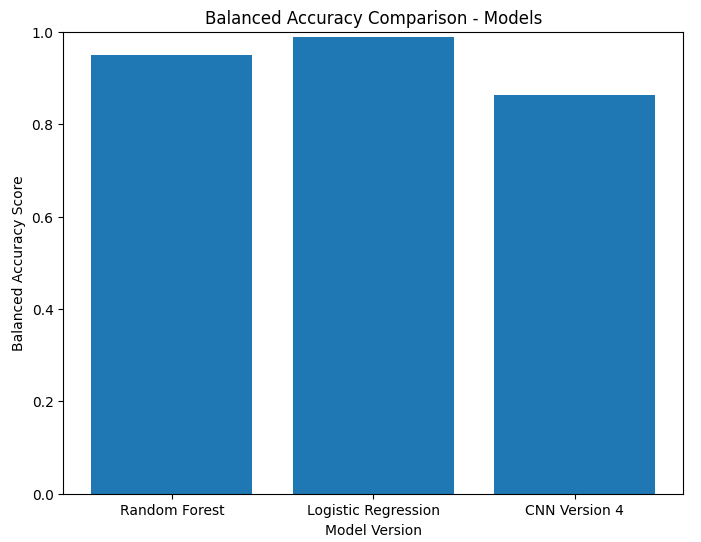 Balanced Accuracy Comparison - Models
1.0
0.8
0.6
0.4
0.2
0.0
Balanced Accuracy Score
Random Forest
Logistic Regression
CNN Version 4
Model Version